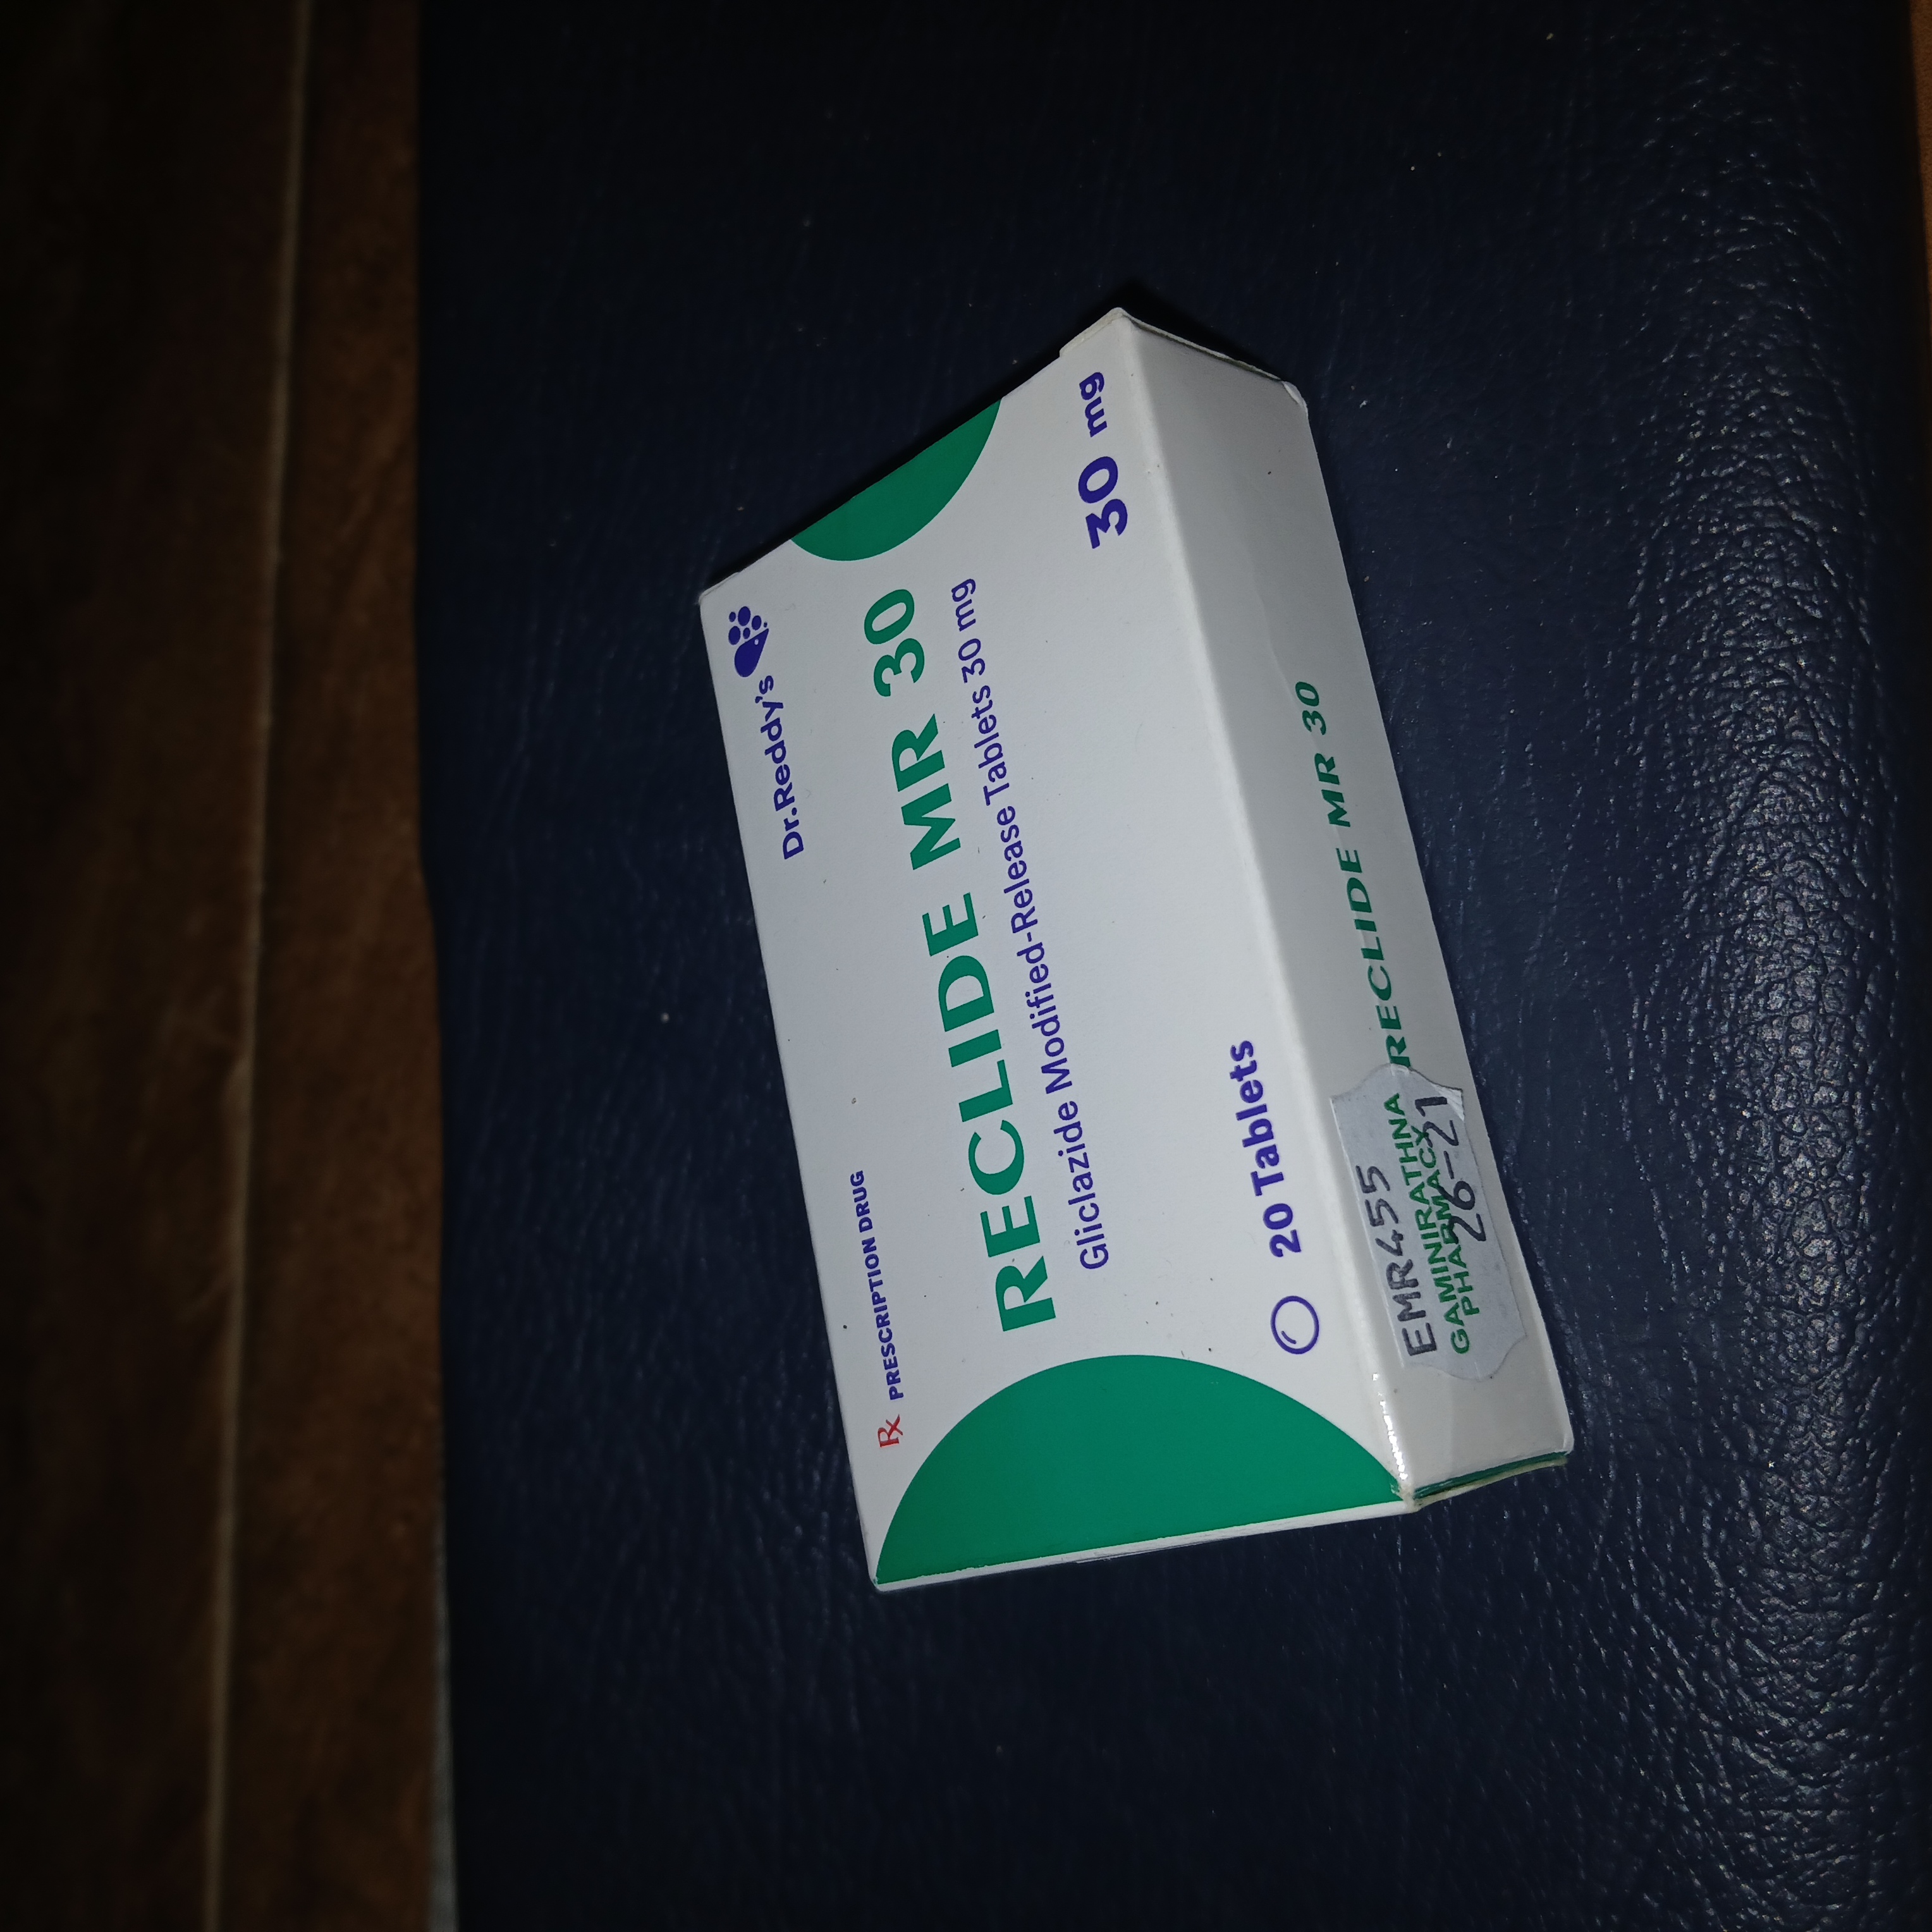 Dr.Reddy's
Rx PRESCRIPTION DRUG
RECLIDE MR 30
Gliclazide Modified-Release Tablets 30 mg
30 mg
20 Tablets
RECLIDE MR 30
EMR455
GAMINIRATHNA
PHARMACY
26-21